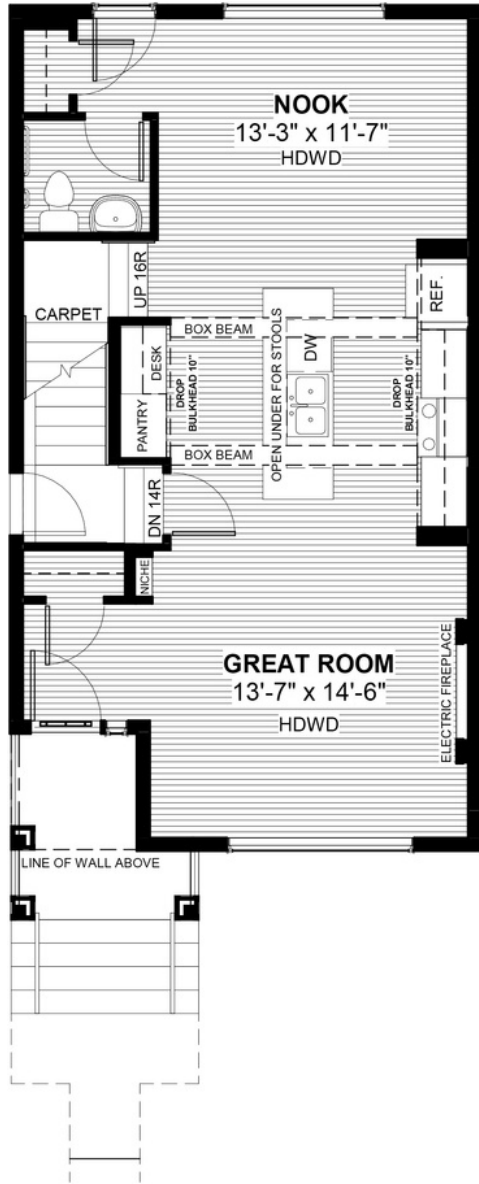 NOOK
13'-3" x 11'-7"
HDWD
UP 16R
REF.
CARPET
BOX BEAM
DW
DESK
PANTRY
DROP
BULKHEAD 10"
OPEN UNDER FOR STOOLS
DROP
BULKHEAD 10"
BOX BEAM
DN 14R
NICHE
GREAT ROOM
13'-7" x 14'-6"
HDWD
ELECTRIC FIREPLACE
LINE OF WALL ABOVE